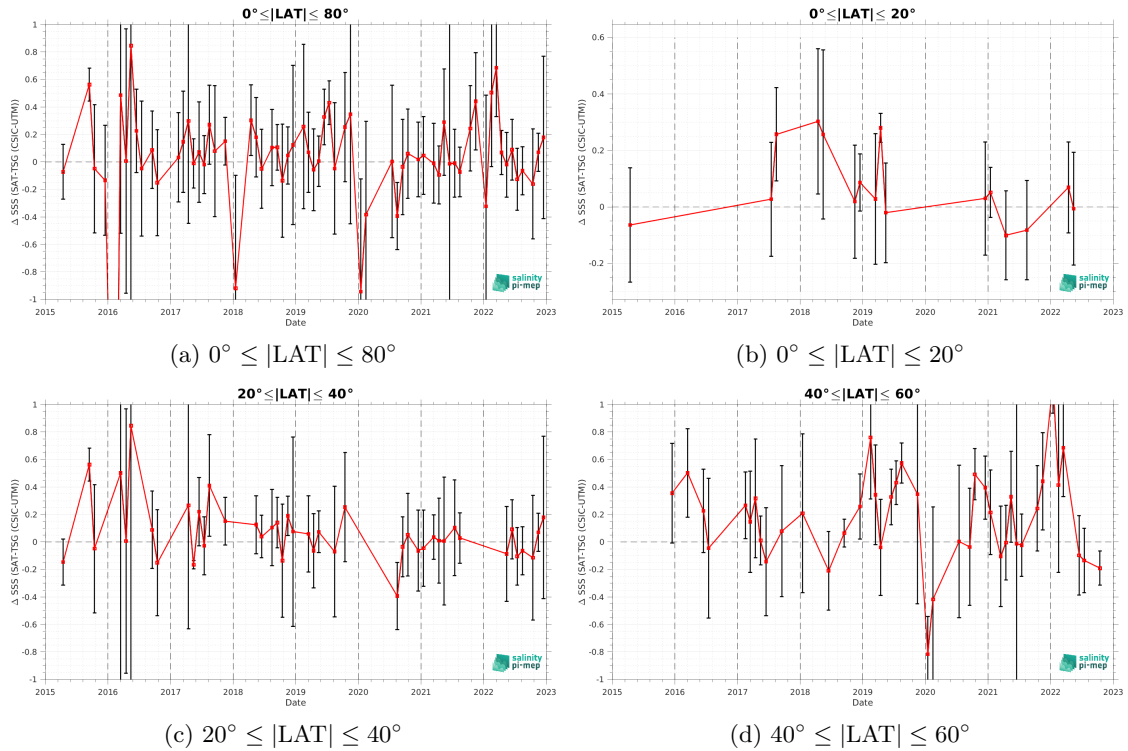 0°≤|LAT|≤ 80°
Δ SSS (SAT-TSG (CSIC-UTM))
1
0.8
0.6
0.4
0.2
0
-0.2
-0.4
-0.6
-0.8
-1
2015 2016 2017 2018 2019 2020 2021 2022 2023
Date
salinity
pi-mep
(a) 0° ≤ |LAT| ≤ 80°
0°≤|LAT|≤ 20°
Δ SSS (SAT-TSG (CSIC-UTM))
0.6
0.4
0.2
0
-0.2
2015 2016 2017 2018 2019 2020 2021 2022 2023
Date
salinity
pi-mep
(b) 0° ≤ |LAT| ≤ 20°
20°≤|LAT|≤ 40°
Δ SSS (SAT-TSG (CSIC-UTM))
1
0.8
0.6
0.4
0.2
0
-0.2
-0.4
-0.6
-0.8
-1
2015 2016 2017 2018 2019 2020 2021 2022 2023
Date
salinity
pi-mep
(c) 20° ≤ |LAT| ≤ 40°
40°≤|LAT|≤ 60°
Δ SSS (SAT-TSG (CSIC-UTM))
1
0.8
0.6
0.4
0.2
0
-0.2
-0.4
-0.6
-0.8
-1
2015 2016 2017 2018 2019 2020 2021 2022 2023
Date
salinity
pi-mep
(d) 40° ≤ |LAT| ≤ 60°